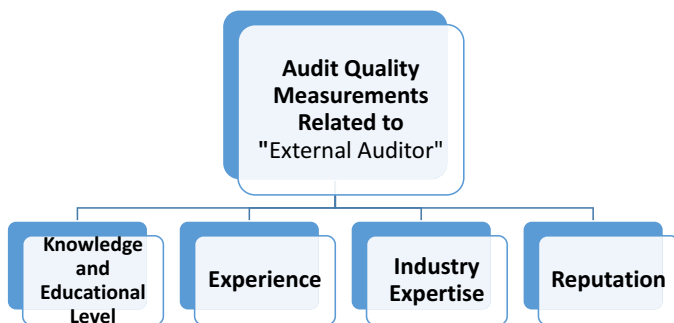 Audit Quality
Measurements
Related to
"External Auditor"
Knowledge
and
Educational
Level
Experience
Industry
Expertise
Reputation